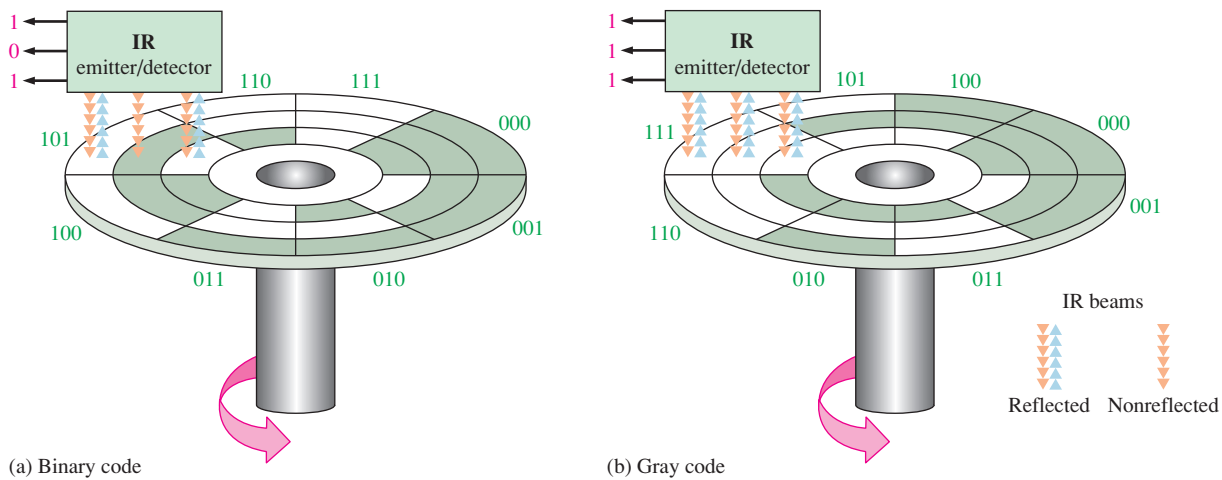 1
0
1
IR
emitter/detector
110
111
101
000
100
001
011
010
(a) Binary code
1
1
1
IR
emitter/detector
101
100
111
000
110
001
010
011
IR beams
Reflected
Nonreflected
(b) Gray code